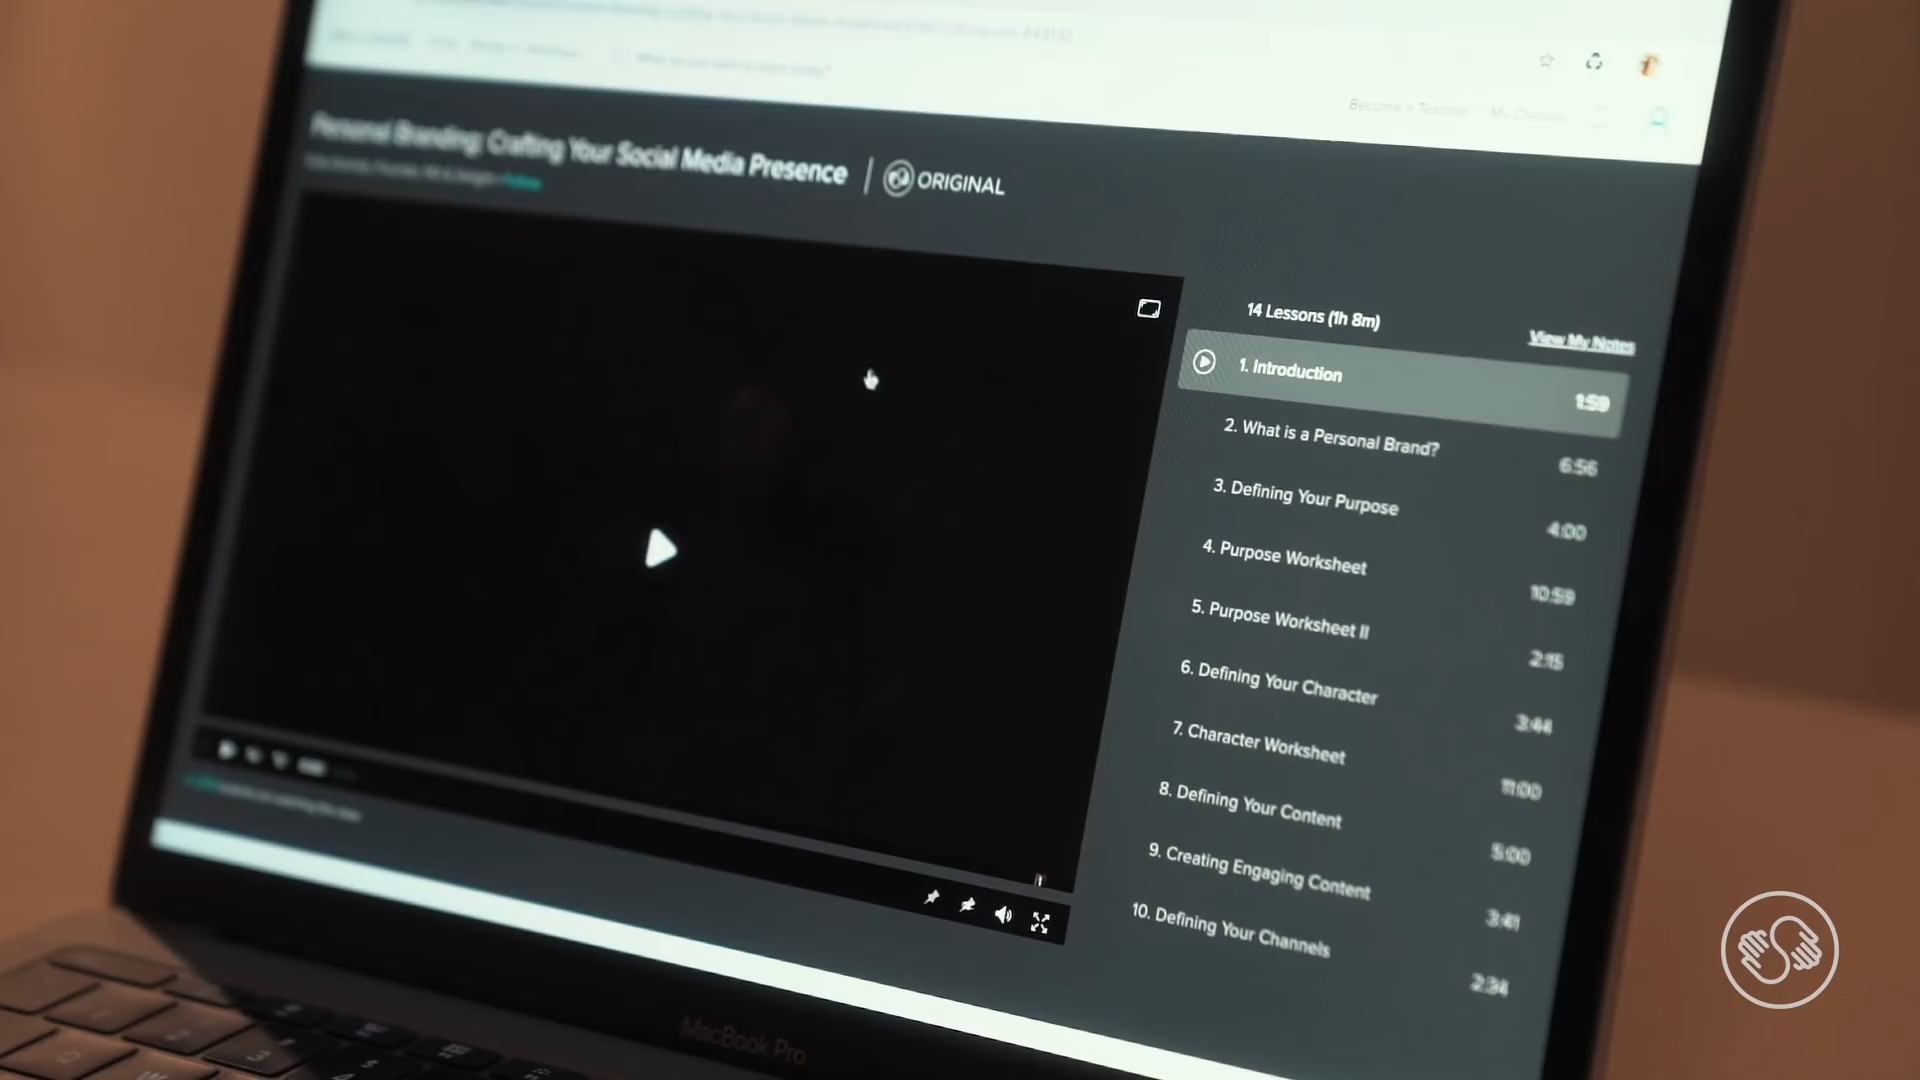 Become a Teacher
Personal Branding: Crafting Your Social Media Presence | ORIGINAL
Follow
14 Lessons (1h 8m)
View My Notes
1. Introduction 1:59
2. What is a Personal Brand? 6:56
3. Defining Your Purpose 4:00
4. Purpose Worksheet 10:59
5. Purpose Worksheet II 2:15
6. Defining Your Character 3:44
7. Character Worksheet 11:00
8. Defining Your Content 5:00
9. Creating Engaging Content 3:41
10. Defining Your Channels 2:34
MacBook Pro